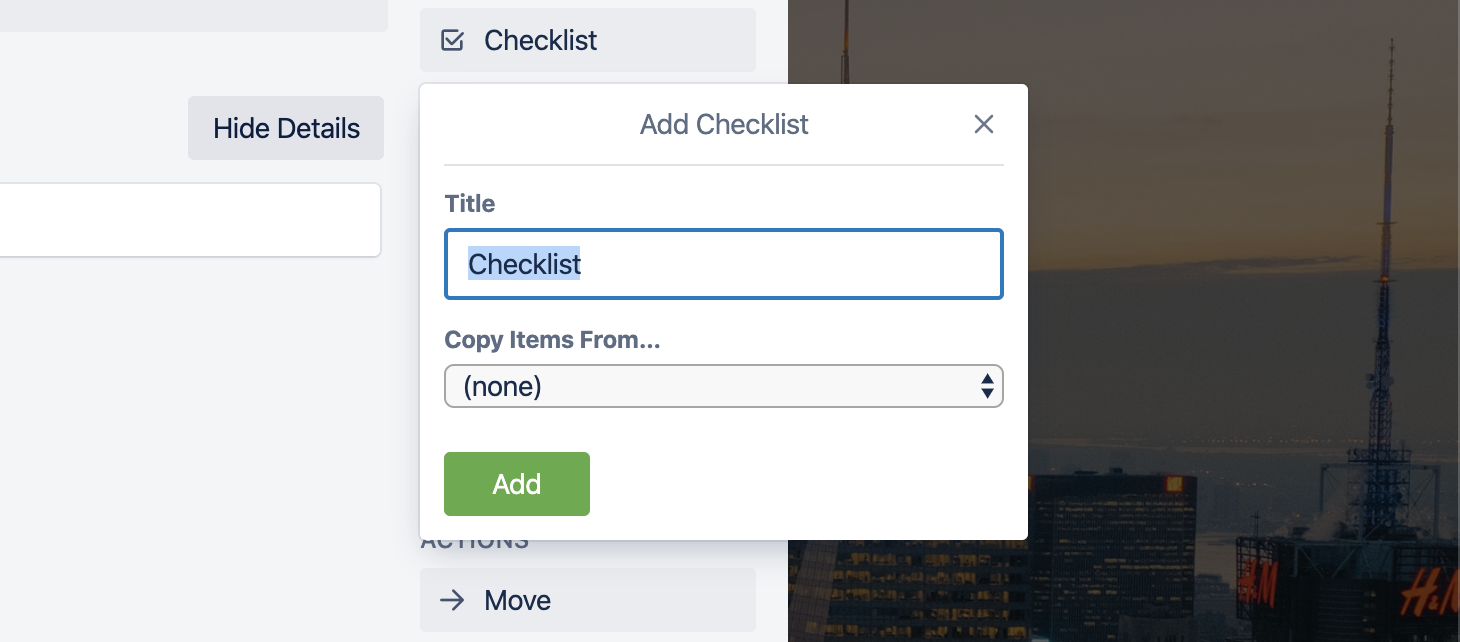 Checklist
Add Checklist
Hide Details
Title
Checklist
Copy Items From...
(none)
Add
ACTIONS
Move
H&M